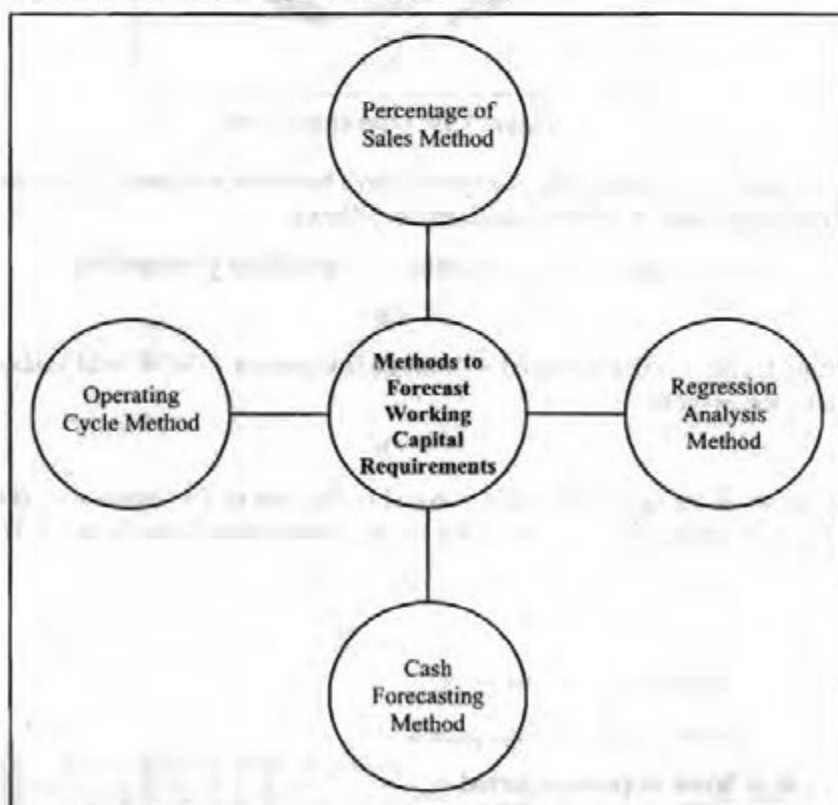 Percentage of
Sales Method
Operating
Cycle Method
Methods to
Forecast
Working
Capital
Requirements
Regression
Analysis
Method
Cash
Forecasting
Method